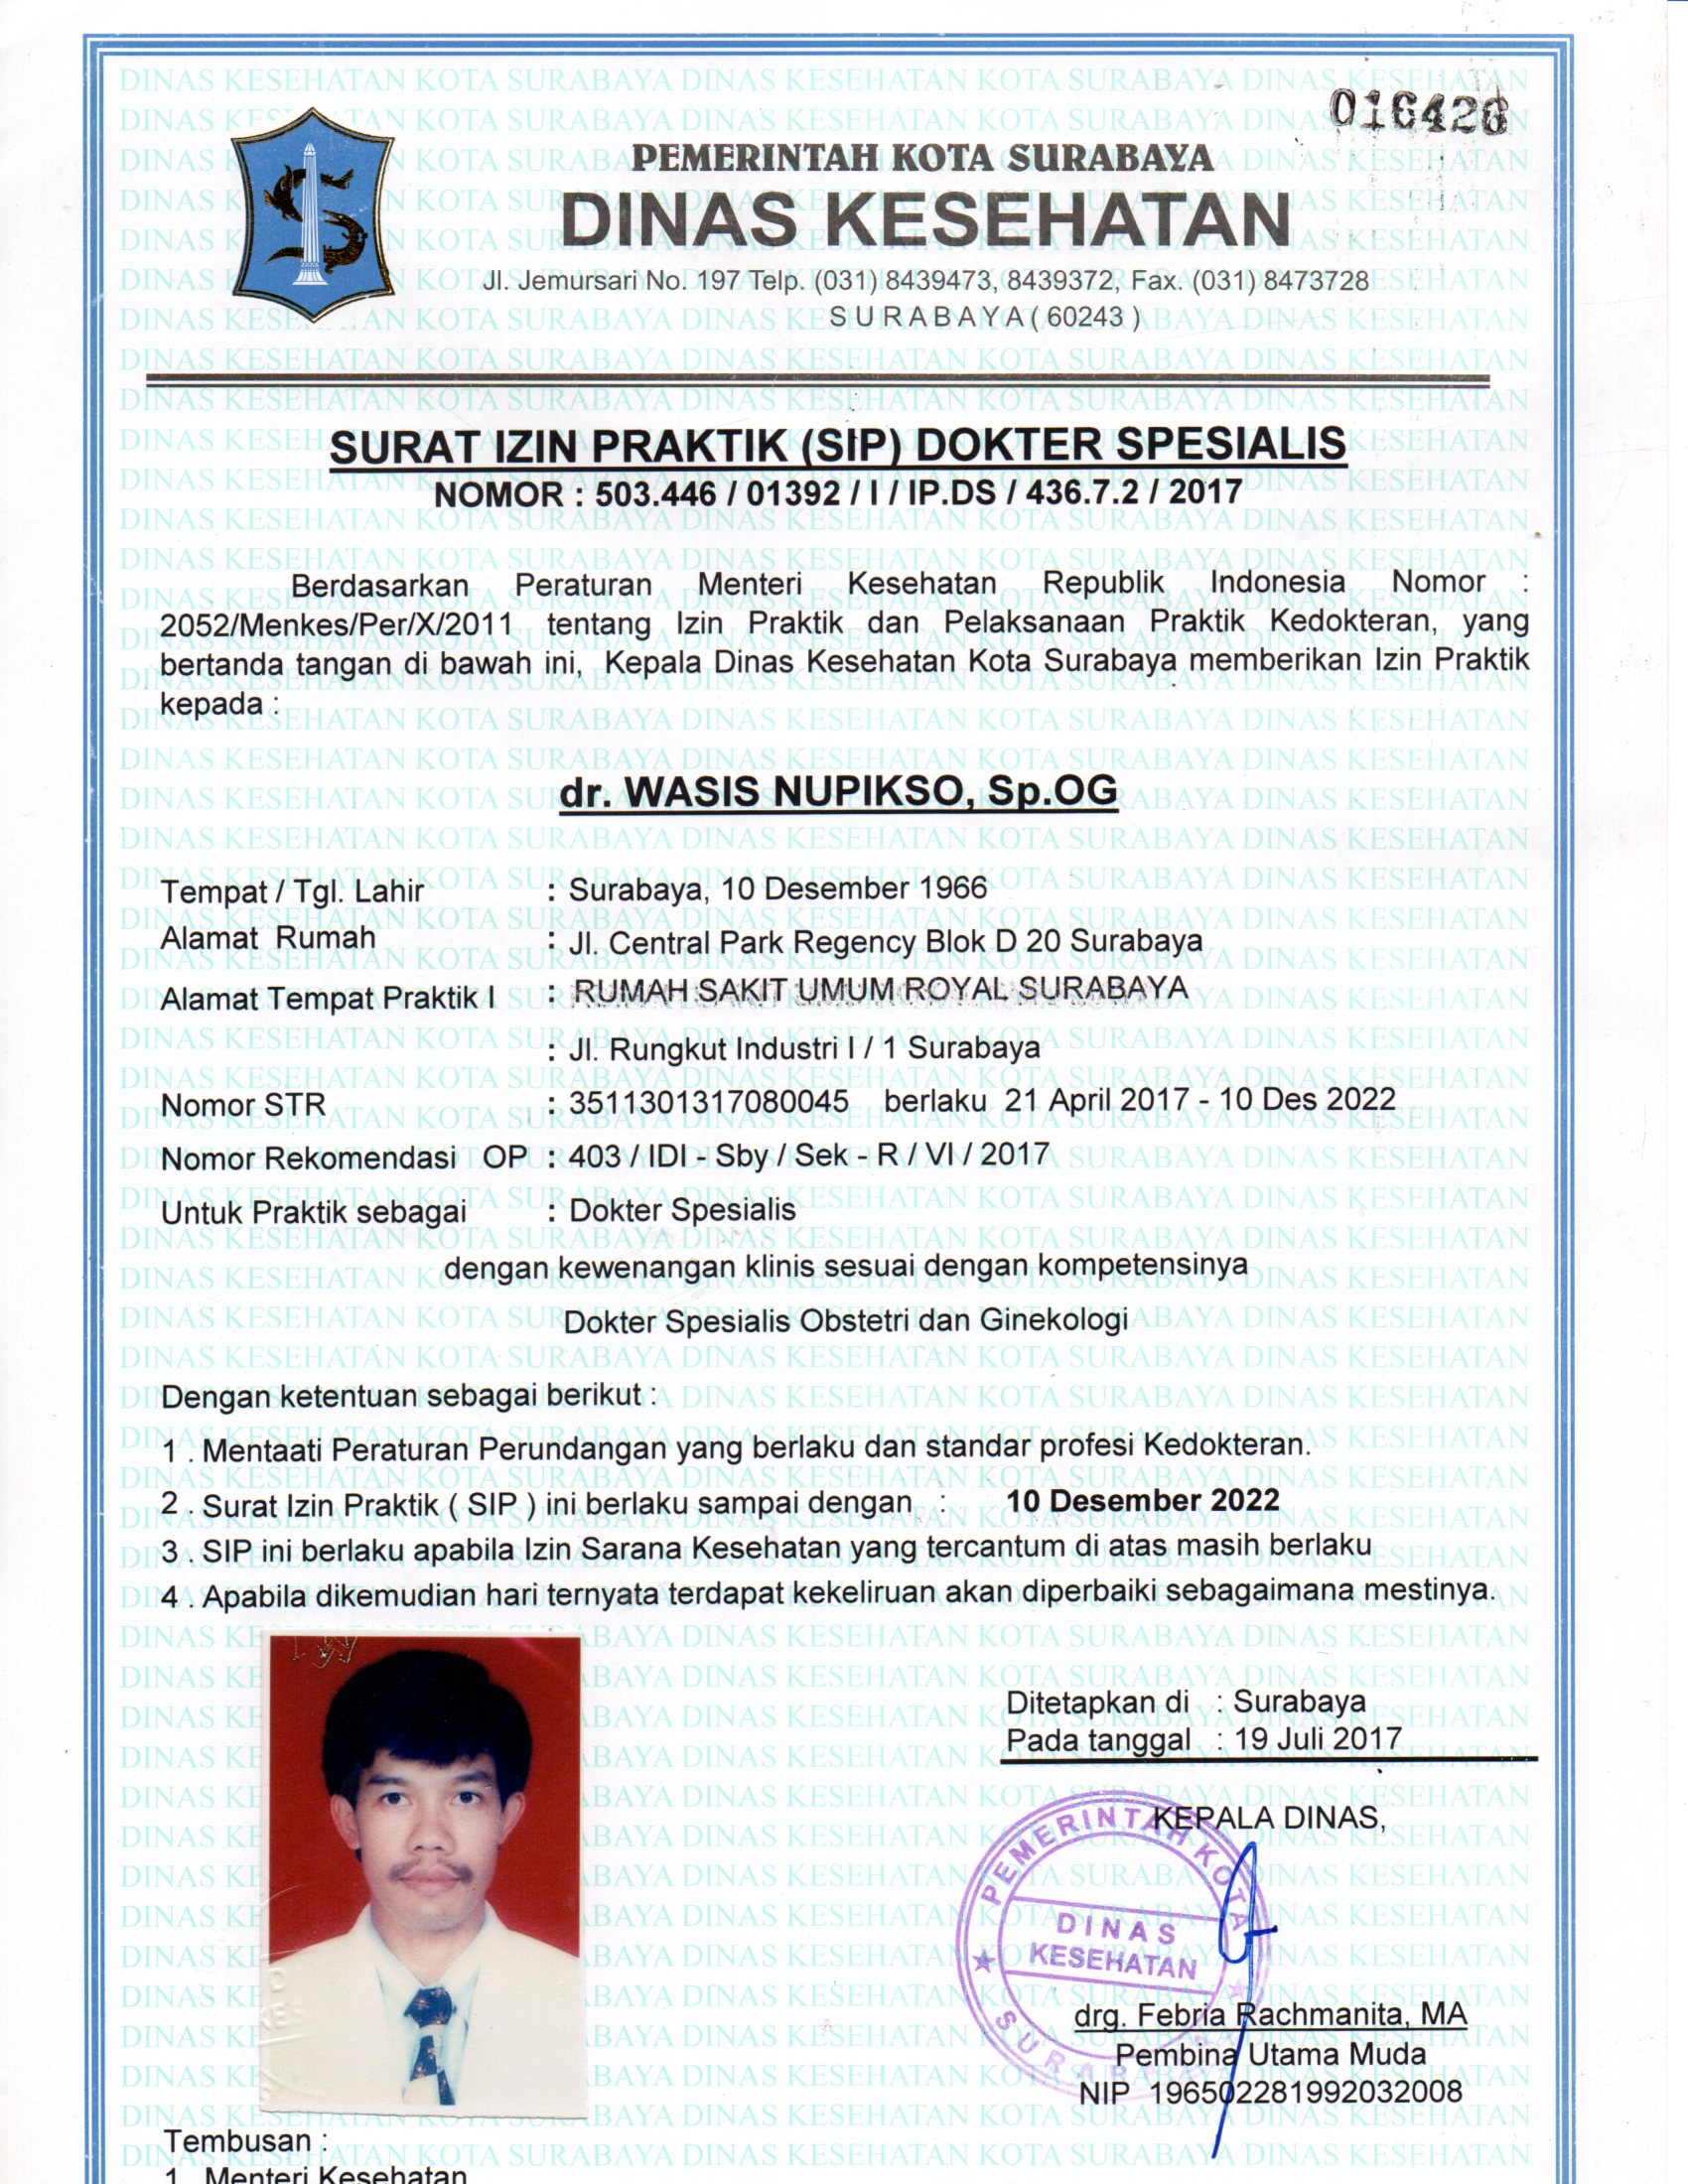 016426
PEMERINTAH KOTA SURABAYA
DINAS KESEHATAN
Jl. Jemursari No. 197 Telp. (031) 8439473, 8439372, Fax. (031) 8473728
SURABAYA ( 60243 )
SURAT IZIN PRAKTIK (SIP) DOKTER SPESIALIS
NOMOR : 503.446 / 01392 / I / IP.DS / 436.7.2 / 2017
Berdasarkan Peraturan Menteri Kesehatan Republik Indonesia Nomor :
2052/Menkes/Per/X/2011 tentang Izin Praktik dan Pelaksanaan Praktik Kedokteran, yang
bertanda tangan di bawah ini, Kepala Dinas Kesehatan Kota Surabaya memberikan Izin Praktik
kepada :
dr. WASIS NUPIKSO, Sp.OG
Tempat / Tgl. Lahir : Surabaya, 10 Desember 1966
Alamat Rumah : Jl. Central Park Regency Blok D 20 Surabaya
Alamat Tempat Praktik I : RUMAH SAKIT UMUM ROYAL SURABAYA
: Jl. Rungkut Industri I / 1 Surabaya
Nomor STR : 3511301317080045 berlaku 21 April 2017 - 10 Des 2022
Nomor Rekomendasi OP : 403 / IDI - Sby / Sek - R / VI / 2017
Untuk Praktik sebagai : Dokter Spesialis
dengan kewenangan klinis sesuai dengan kompetensinya
Dokter Spesialis Obstetri dan Ginekologi
Dengan ketentuan sebagai berikut :
1 . Mentaati Peraturan Perundangan yang berlaku dan standar profesi Kedokteran.
2 . Surat Izin Praktik ( SIP ) ini berlaku sampai dengan : 10 Desember 2022
3 . SIP ini berlaku apabila Izin Sarana Kesehatan yang tercantum di atas masih berlaku
4 . Apabila dikemudian hari ternyata terdapat kekeliruan akan diperbaiki sebagaimana mestinya.
Ditetapkan di : Surabaya
Pada tanggal : 19 Juli 2017
KEPALA DINAS,
PEMERINTAH KOTA
DINAS
KESEHATAN
SURABAYA
drg. Febria Rachmanita, MA
Pembina Utama Muda
NIP 196502281992032008
Tembusan :
1. Menteri Kesehatan